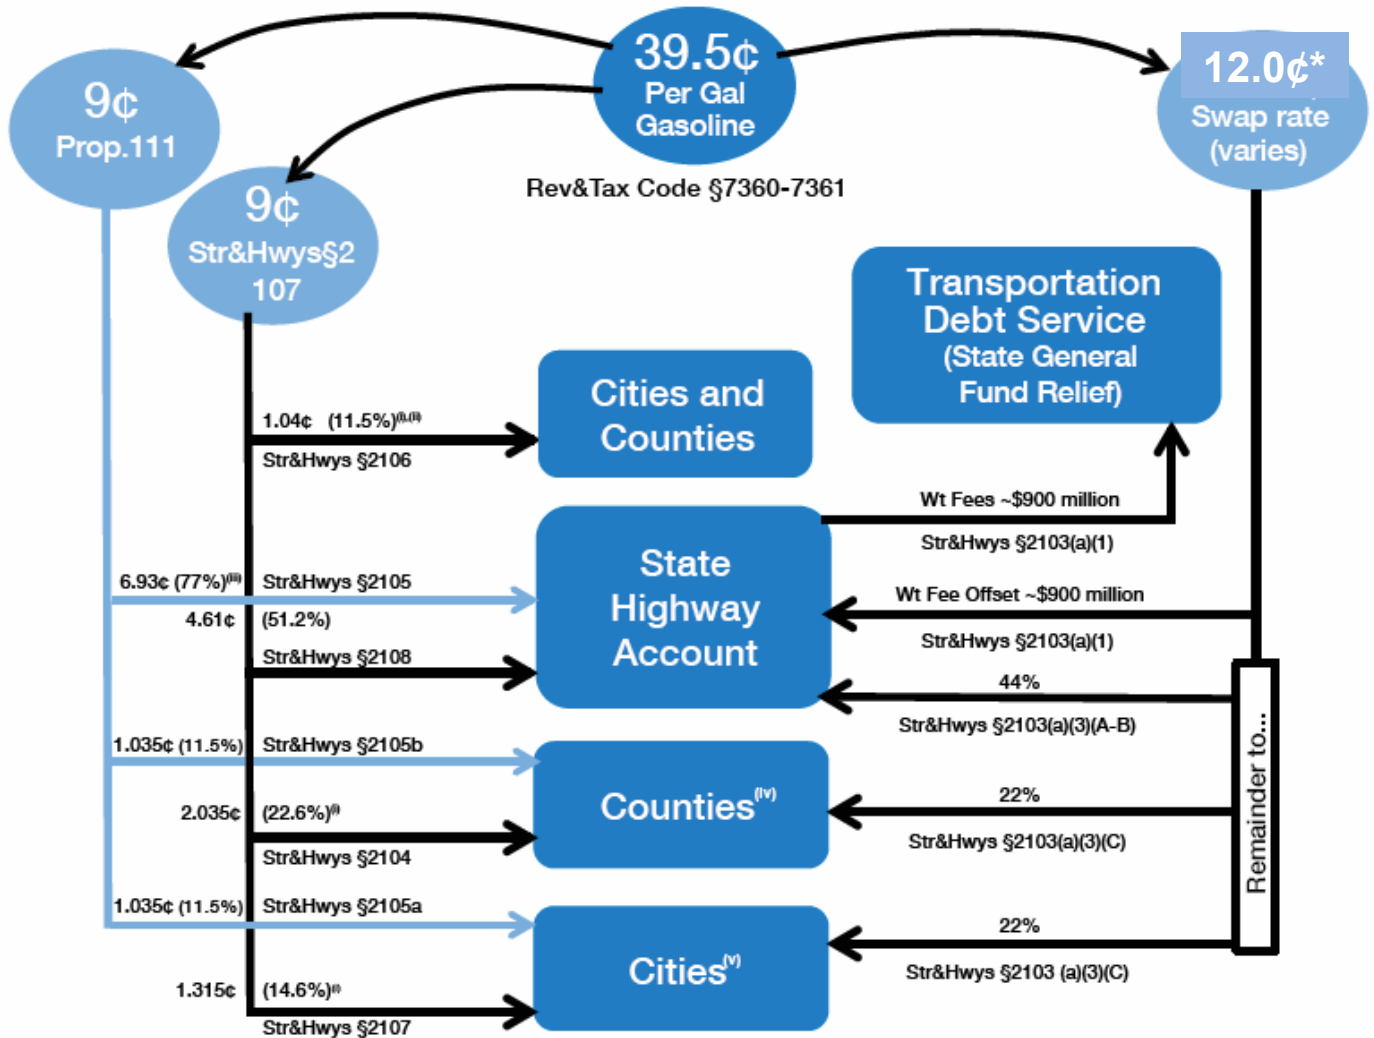 39.5¢
Per Gal
Gasoline
Rev&Tax Code §7360-7361
9¢
Prop.111
9¢
Str&Hwys§2
107
12.0¢*
Swap rate
(varies)
Transportation
Debt Service
(State General
Fund Relief)
Cities and
Counties
1.04¢ (11.5%)(i),(ii)
Str&Hwys §2106
State
Highway
Account
Wt Fees ~$900 million
Str&Hwys §2103(a)(1)
6.93¢ (77%)(iii) Str&Hwys §2105
4.61¢ (51.2%)
Str&Hwys §2108
Wt Fee Offset ~$900 million
Str&Hwys §2103(a)(1)
44%
Str&Hwys §2103(a)(3)(A-B)
1.035¢ (11.5%) Str&Hwys §2105b
2.035¢ (22.6%)(i)
Str&Hwys §2104
Counties(iv)
22%
Str&Hwys §2103(a)(3)(C)
1.035¢ (11.5%) Str&Hwys §2105a
1.315¢ (14.6%)(i)
Str&Hwys §2107
Cities(v)
22%
Str&Hwys §2103 (a)(3)(C)
Remainder to...